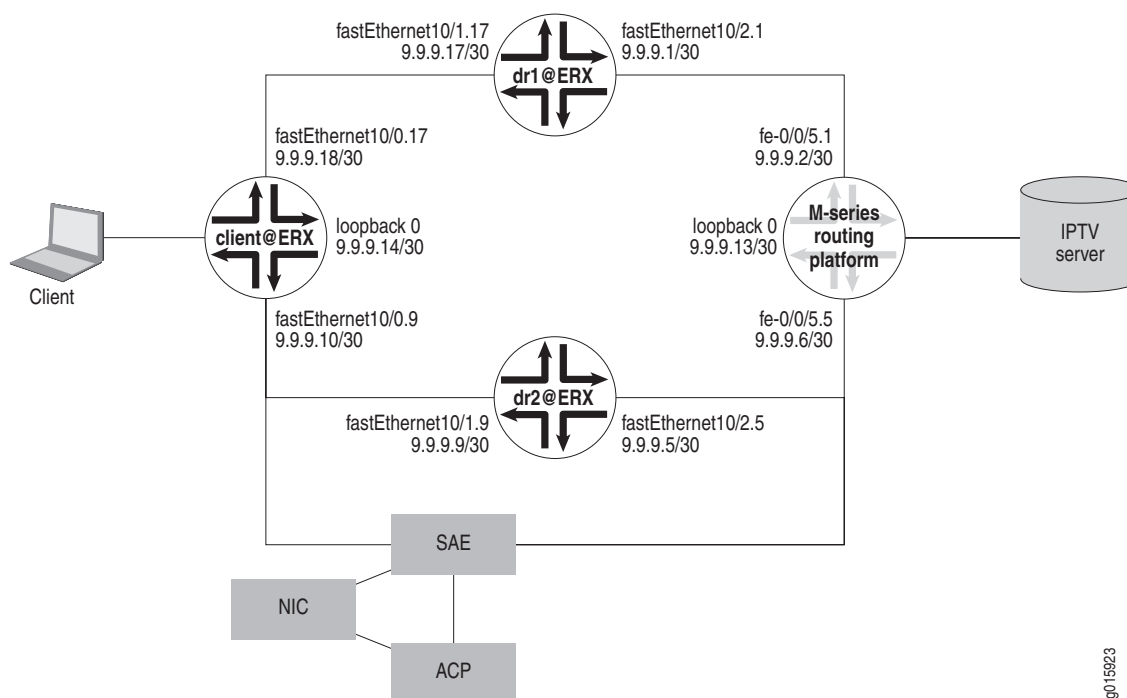 fastEthernet10/1.17
9.9.9.17/30
fastEthernet10/2.1
9.9.9.1/30
dr1@ERX
fastEthernet10/0.17
9.9.9.18/30
fe-0/0/5.1
9.9.9.2/30
client@ERX
loopback 0
9.9.9.14/30
loopback 0
9.9.9.13/30
M-series
routing
platform
IPTV
server
Client
fastEthernet10/0.9
9.9.9.10/30
fe-0/0/5.5
9.9.9.6/30
dr2@ERX
fastEthernet10/1.9
9.9.9.9/30
fastEthernet10/2.5
9.9.9.5/30
SAE
NIC
ACP
g015923